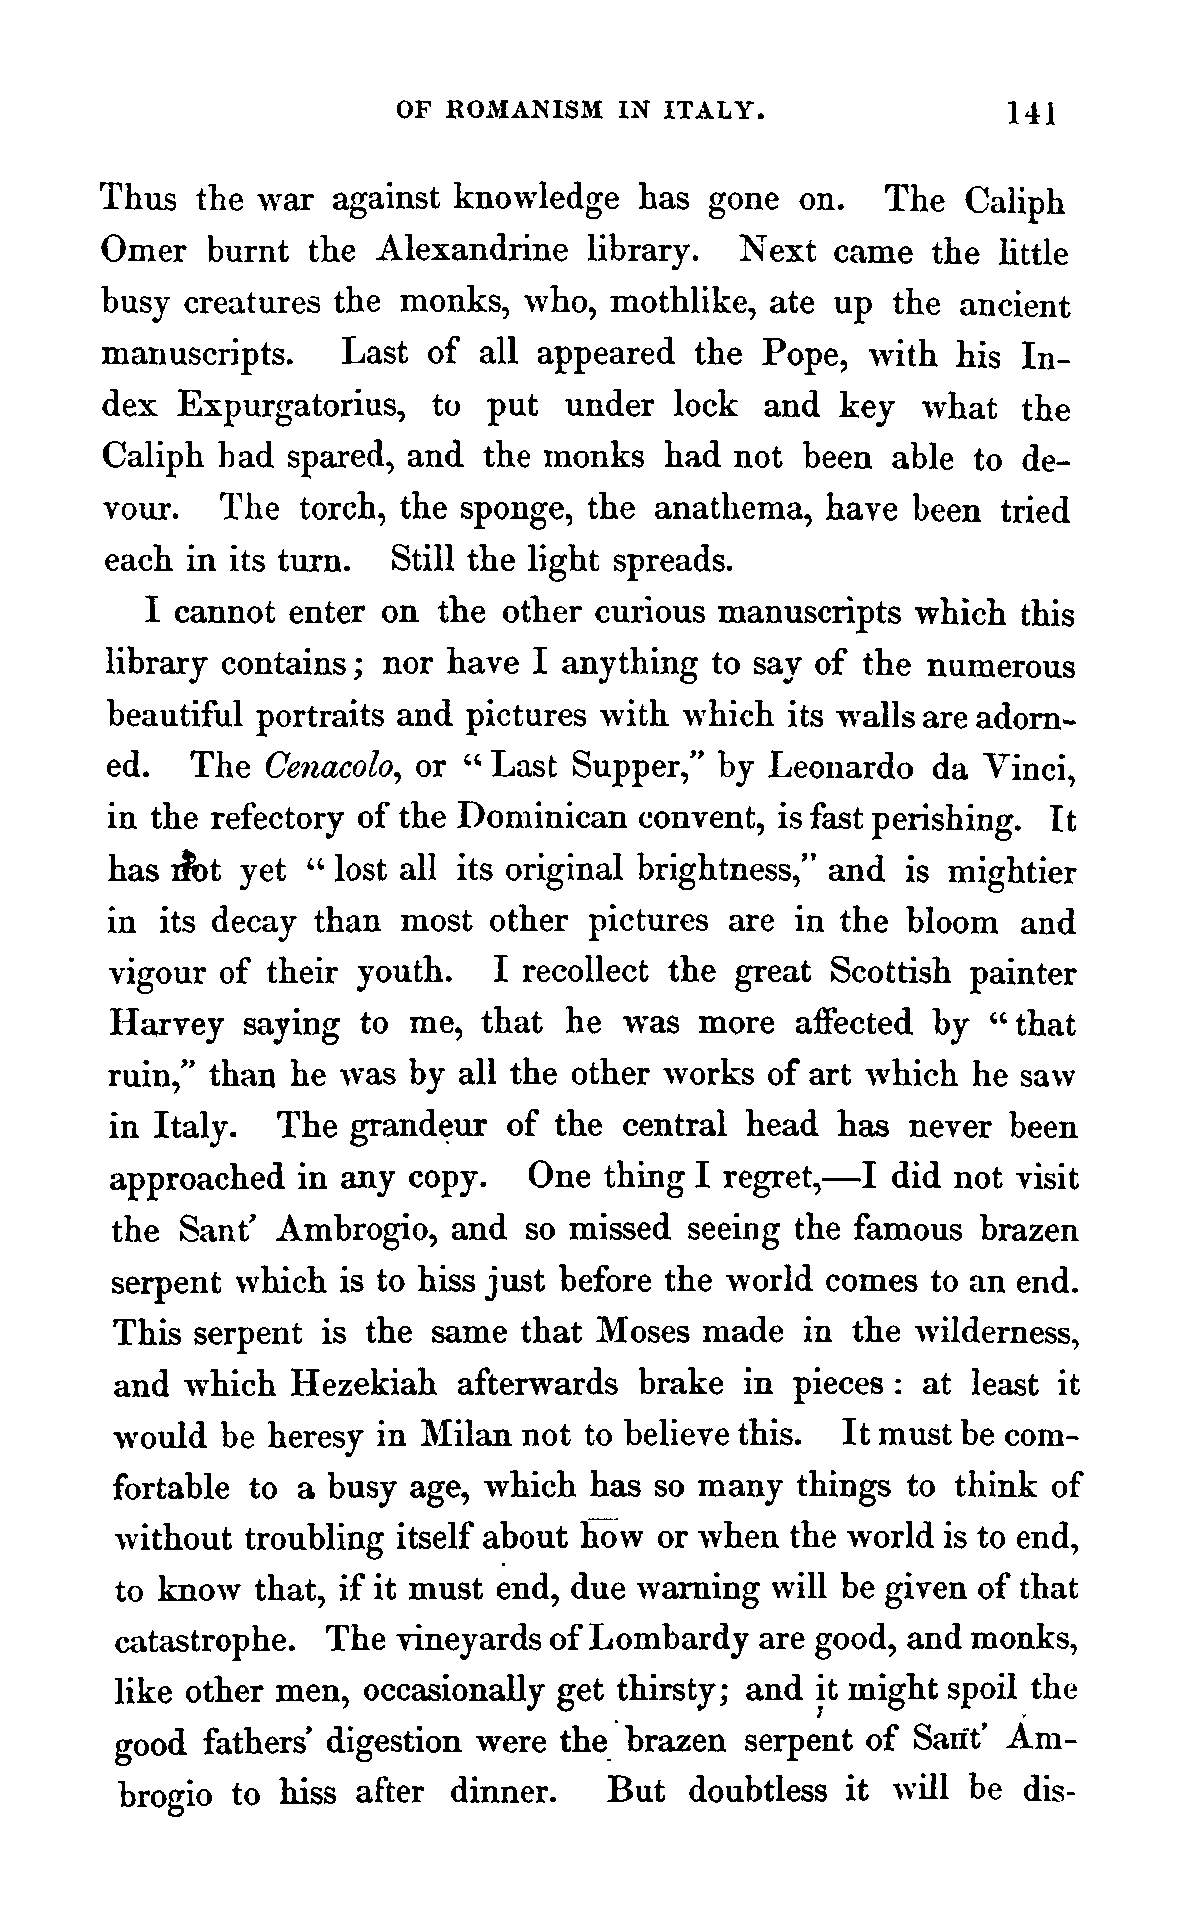 OF ROMANISM IN ITALY. 141
Thus the war against knowledge has gone on. The Caliph
Omer burnt the Alexandrine library. Next came the little
busy creatures the monks, who, mothlike, ate up the ancient
manuscripts. Last of all appeared the Pope, with his In-
dex Expurgatorius, to put under lock and key what the
Caliph had spared, and the monks had not been able to de-
vour. The torch, the sponge, the anathema, have been tried
each in its turn. Still the light spreads.
I cannot enter on the other curious manuscripts which this
library contains; nor have I anything to say of the numerous
beautiful portraits and pictures with which its walls are adorn-
ed. The Cenacolo, or “Last Supper,” by Leonardo da Vinci,
in the refectory of the Dominican convent, is fast perishing. It
has not yet “lost all its original brightness,” and is mightier
in its decay than most other pictures are in the bloom and
vigour of their youth. I recollect the great Scottish painter
Harvey saying to me, that he was more affected by “that
ruin,” than he was by all the other works of art which he saw
in Italy. The grandeur of the central head has never been
approached in any copy. One thing I regret,—I did not visit
the Sant’ Ambrogio, and so missed seeing the famous brazen
serpent which is to hiss just before the world comes to an end.
This serpent is the same that Moses made in the wilderness,
and which Hezekiah afterwards brake in pieces: at least it
would be heresy in Milan not to believe this. It must be com-
fortable to a busy age, which has so many things to think of
without troubling itself about how or when the world is to end,
to know that, if it must end, due warning will be given of that
catastrophe. The vineyards of Lombardy are good, and monks,
like other men, occasionally get thirsty; and it might spoil the
good fathers’ digestion were the brazen serpent of Sant’ Am-
brogio to hiss after dinner. But doubtless it will be dis-